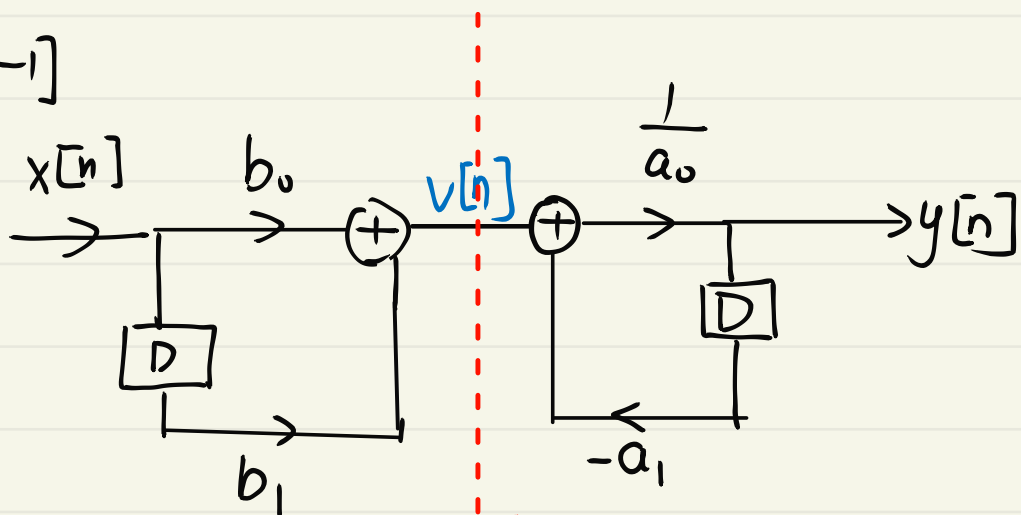 -1]
x[n]
b₀
v[n]
1/a₀
y[n]
+
+
D
D
b₁
-a₁